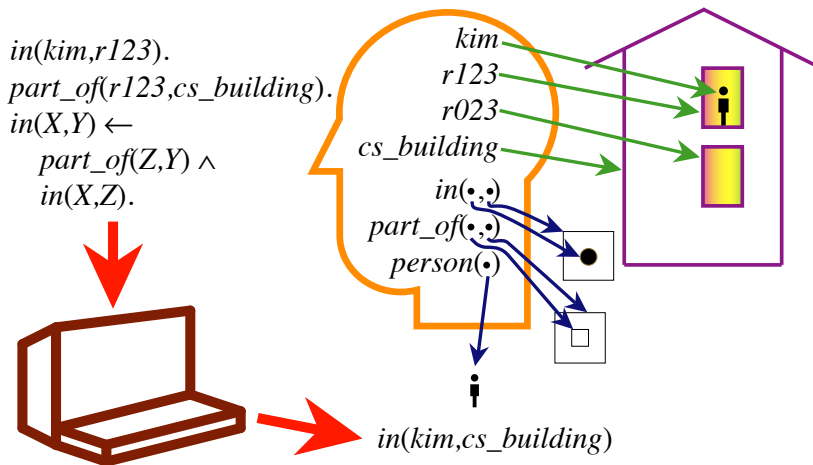 in(kim,r123).
part_of(r123,cs_building).
in(X,Y) ←
part_of(Z,Y) ∧
in(X,Z).
kim
r123
r023
cs_building
in(•,•)
part_of(•,•)
person(•)
in(kim,cs_building)